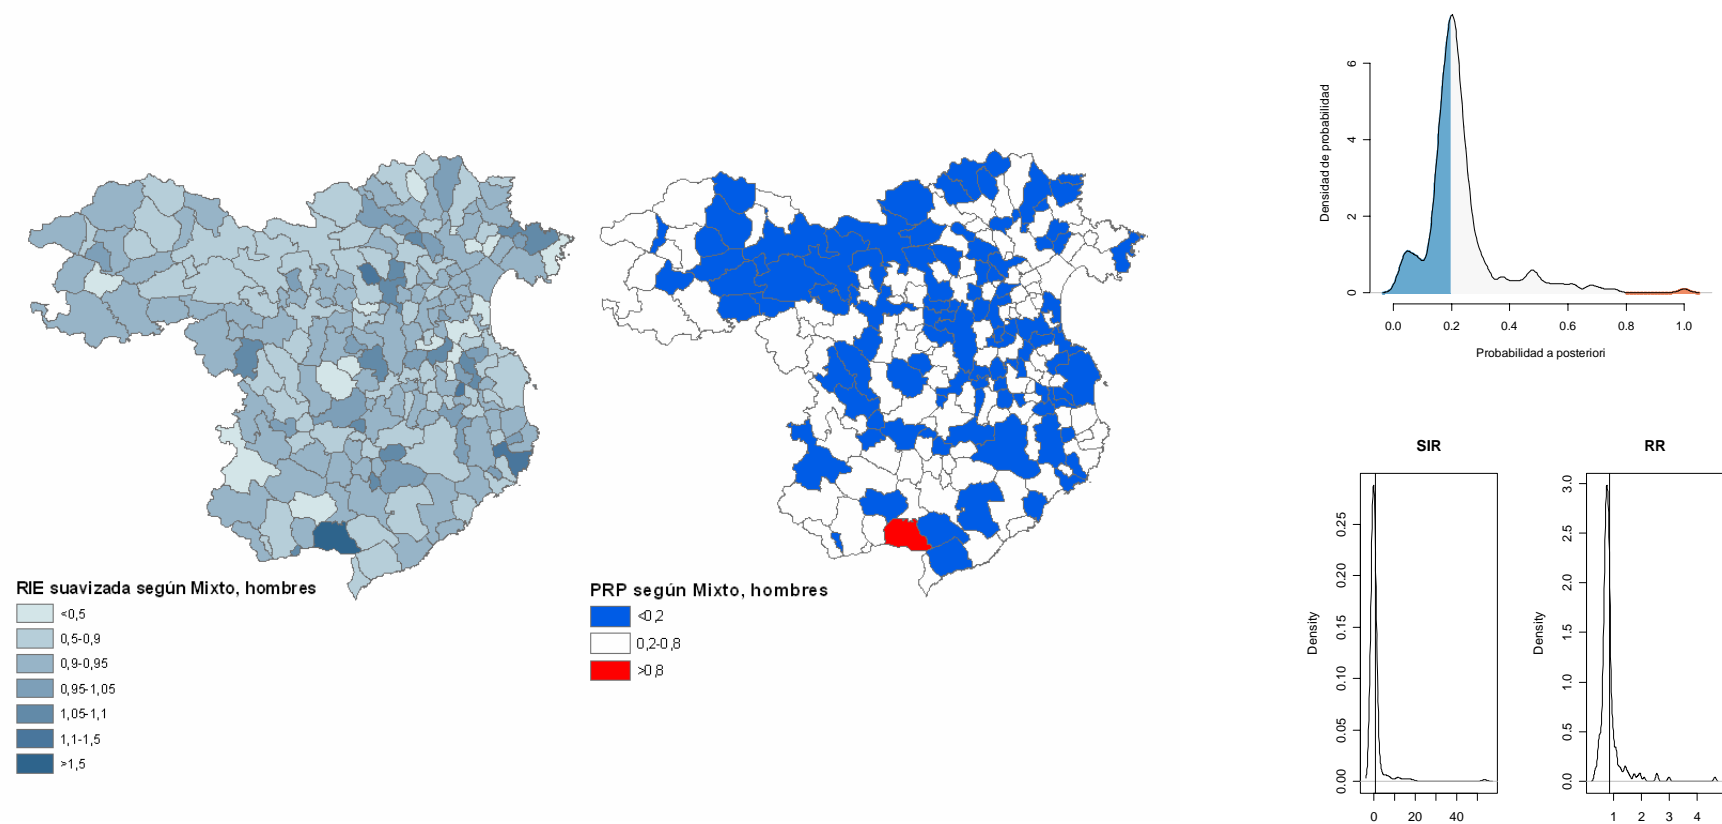 RIE suavizada según Mixto, hombres
<0,5
0,5-0,9
0,9-0,95
0,95-1,05
1,05-1,1
1,1-1,5
>1,5
PRP según Mixto, hombres
<0,2
0,2-0,8
>0,8
Densidad de probabilidad
0 2 4 6
0.0 0.2 0.4 0.6 0.8 1.0
Probabilidad a posteriori
SIR
Density
0.00 0.05 0.10 0.15 0.20 0.25
0 20 40
RR
Density
0.0 0.5 1.0 1.5 2.0 2.5 3.0
1 2 3 4